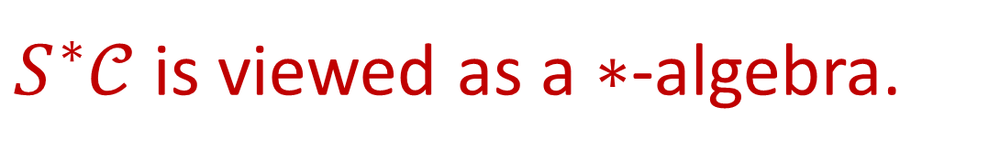 𝑆*𝒞 is viewed as a *-algebra.